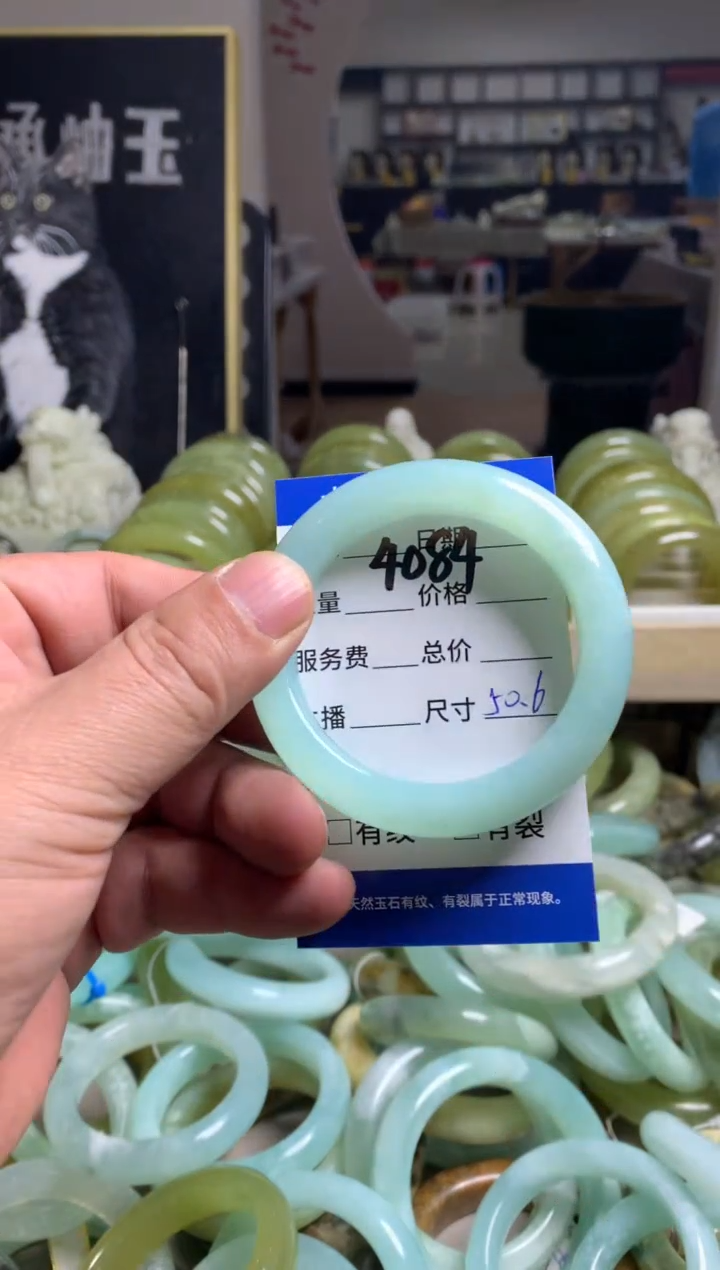 岫玉
日期
4084
量 价格
服务费 总价
播 尺寸 50.6
□有纹 □有裂
天然玉石有纹、有裂属于正常现象。